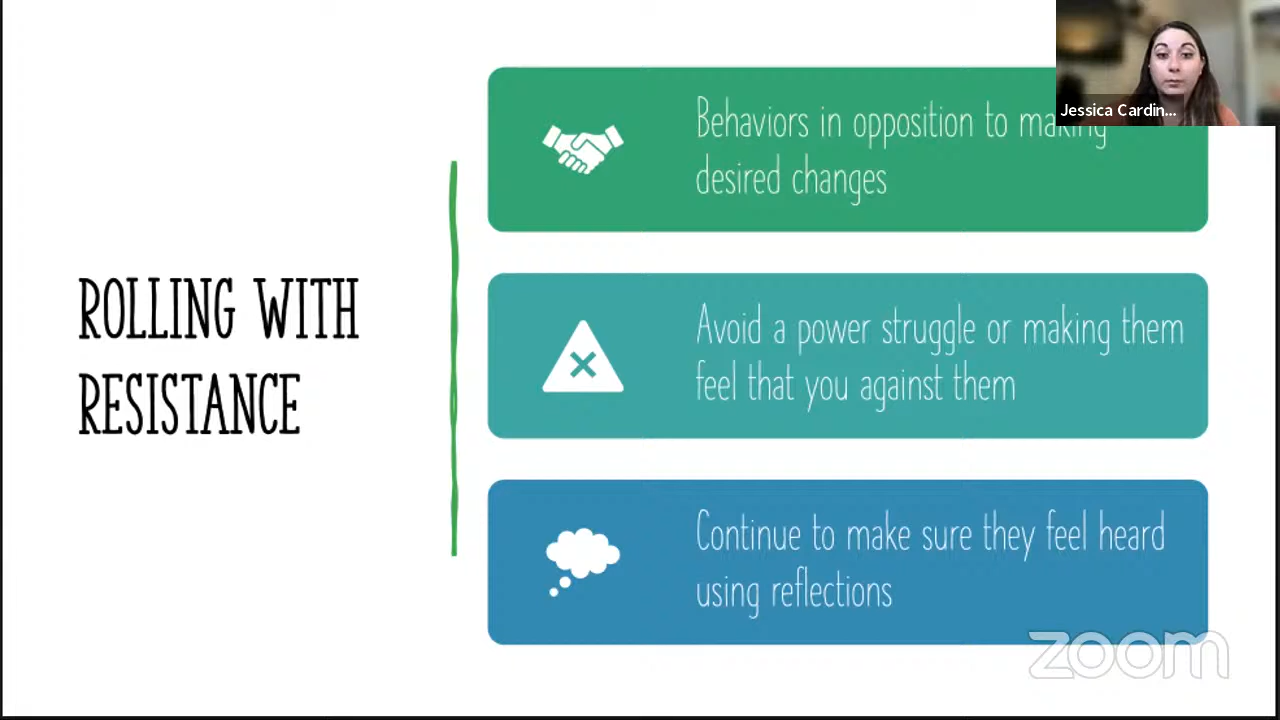 ROLLING WITH
RESISTANCE
Behaviors in opposition to making
desired changes
Avoid a power struggle or making them
feel that you against them
Continue to make sure they feel heard
using reflections
Jessica Cardin...
zoom